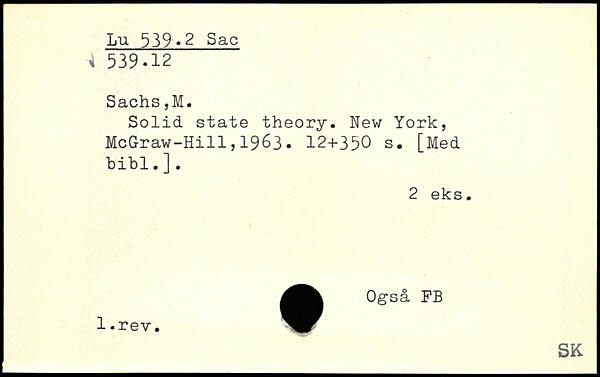 Lu 539.2 Sac
539.12
Sachs,M.
Solid state theory. New York,
McGraw-Hill,1963. 12+350 s. [Med
bibl.].
2 eks.
Også FB
1.rev.
SK